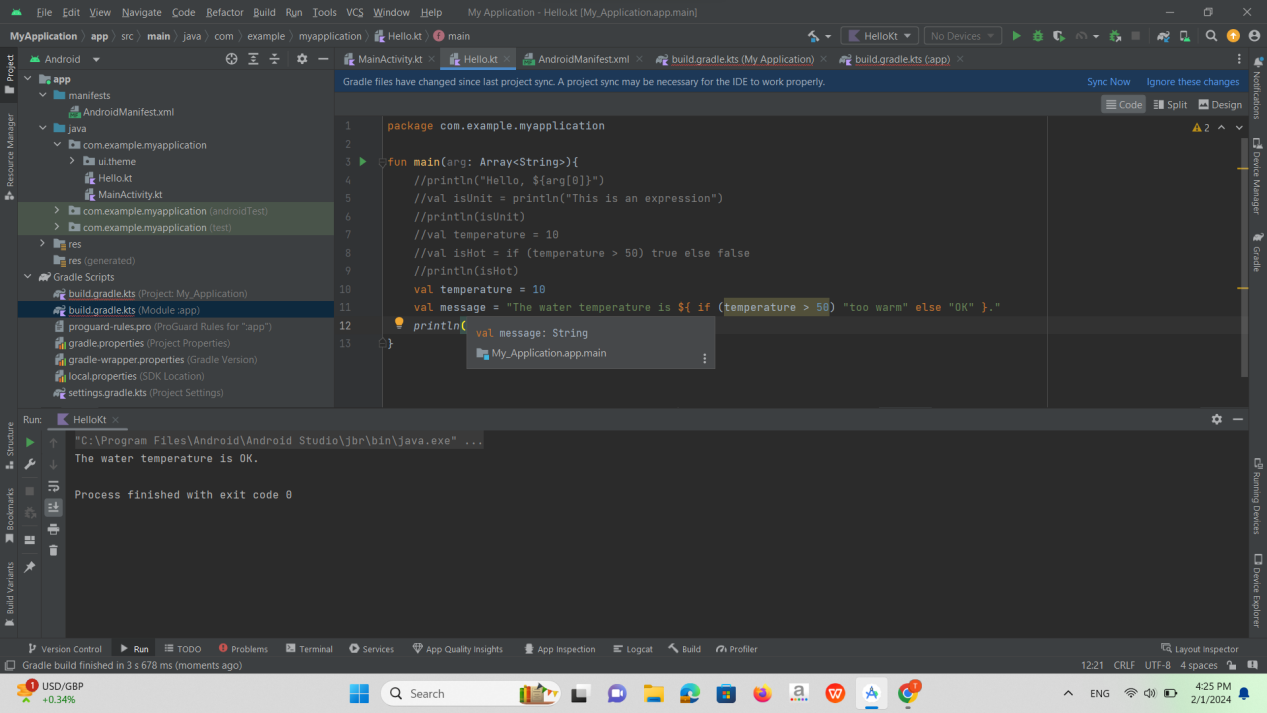 File Edit View Navigate Code Refactor Build Run Tools VCS Window Help My Application - Hello.kt [My_Application.app.main]
MyApplication app src main java com example myapplication Hello.kt main HelloKt No Devices
Project
Resource Manager
Structure
Bookmarks
Build Variants
Android
app
manifests
AndroidManifest.xml
java
com.example.myapplication
ui.theme
Hello.kt
MainActivity.kt
com.example.myapplication (androidTest)
com.example.myapplication (test)
res
res (generated)
Gradle Scripts
build.gradle.kts (Project: My_Application)
build.gradle.kts (Module :app)
proguard-rules.pro (ProGuard Rules for ":app")
gradle.properties (Project Properties)
gradle-wrapper.properties (Gradle Version)
local.properties (SDK Location)
settings.gradle.kts (Project Settings)
MainActivity.kt Hello.kt AndroidManifest.xml build.gradle.kts (My Application) build.gradle.kts (:app)
Gradle files have changed since last project sync. A project sync may be necessary for the IDE to work properly. Sync Now Ignore these changes
Code Split Design
2
1 package com.example.myapplication
2
3 fun main(arg: Array<String>){
4 //println("Hello, ${arg[0]}")
5 //val isUnit = println("This is an expression")
6 //println(isUnit)
7 //val temperature = 10
8 //val isHot = if (temperature > 50) true else false
9 //println(isHot)
10 val temperature = 10
11 val message = "The water temperature is ${ if (temperature > 50) "too warm" else "OK" }."
12 println(
13 }
val message: String
My_Application.app.main
Notifications
Device Manager
Gradle
Running Devices
Device Explorer
Run: HelloKt
"C:\Program Files\Android\Android Studio\jbr\bin\java.exe" ...
The water temperature is OK.
Process finished with exit code 0
Version Control Run TODO Problems Terminal Services App Quality Insights App Inspection Logcat Build Profiler Layout Inspector
Gradle build finished in 3 s 678 ms (moments ago) 12:21 CRLF UTF-8 4 spaces
1 USD/GBP
+0.34%
Search
a
W
T
ENG
4:25 PM
2/1/2024